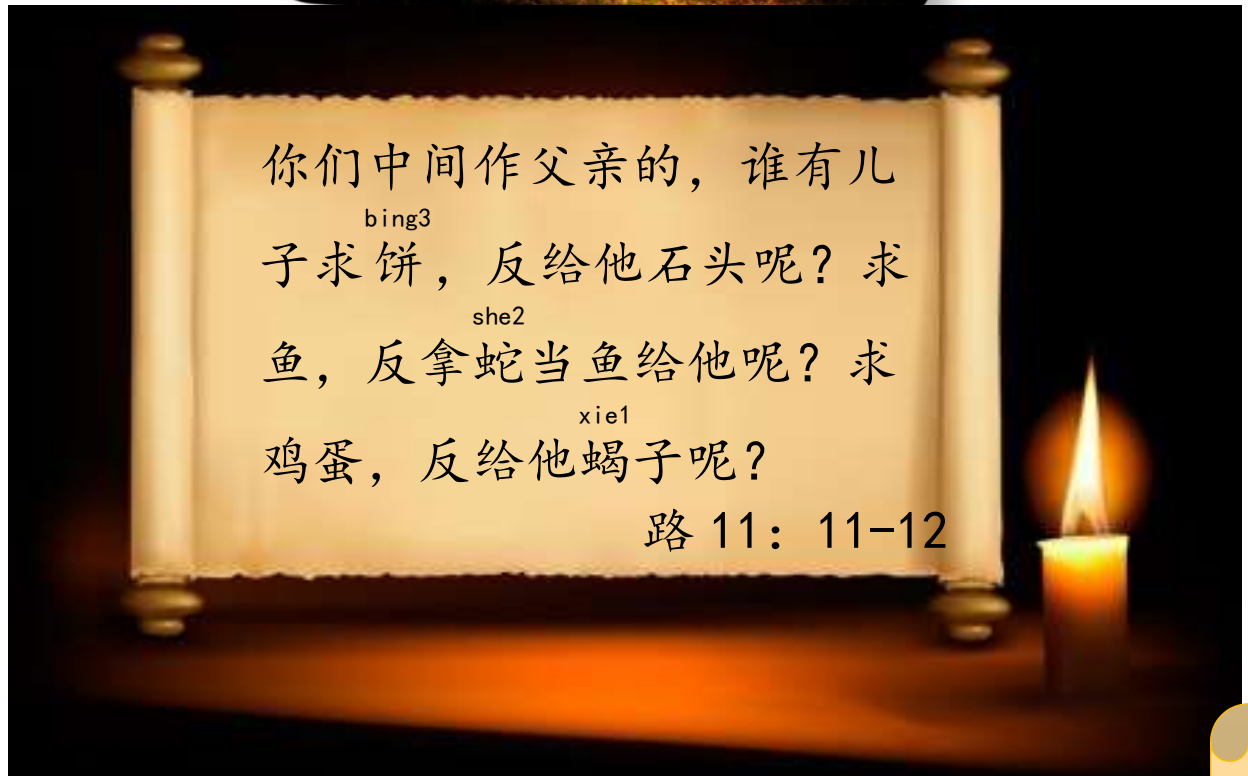 你们中间作父亲的，谁有儿
bing3
子求饼，反给他石头呢？求
she2
鱼，反拿蛇当鱼给他呢？求
xie1
鸡蛋，反给他蝎子呢？
路 11：11-12